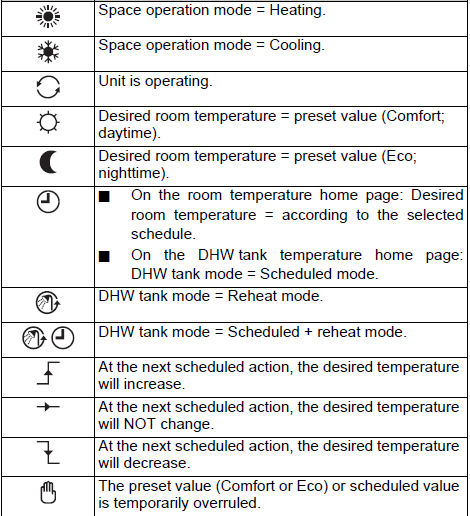 Space operation mode = Heating.
Space operation mode = Cooling.
Unit is operating.
Desired room temperature = preset value (Comfort;
daytime).
Desired room temperature = preset value (Eco;
nighttime).
■ On the room temperature home page: Desired
room temperature = according to the selected
schedule.
■ On the DHW tank temperature home page:
DHW tank mode = Scheduled mode.
DHW tank mode = Reheat mode.
DHW tank mode = Scheduled + reheat mode.
At the next scheduled action, the desired temperature
will increase.
At the next scheduled action, the desired temperature
will NOT change.
At the next scheduled action, the desired temperature
will decrease.
The preset value (Comfort or Eco) or scheduled value
is temporarily overruled.